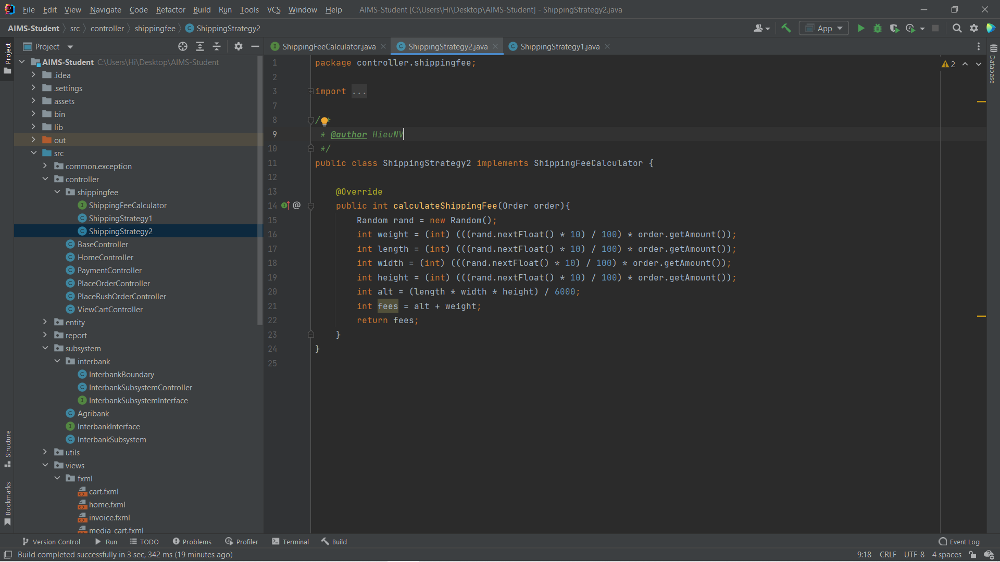 File Edit View Navigate Code Refactor Build Run Tools VCS Window Help AIMS-Student [C:\Users\Hi\Desktop\AIMS-Student] - ShippingStrategy2.java
AIMS-Student src controller shippingfee ShippingStrategy2
App
Project
Project
ShippingFeeCalculator.java ShippingStrategy2.java ShippingStrategy1.java
Database
AIMS-Student C:\Users\Hi\Desktop\AIMS-Student
.idea
.settings
assets
bin
lib
out
src
common.exception
controller
shippingfee
ShippingFeeCalculator
ShippingStrategy1
ShippingStrategy2
BaseController
HomeController
PaymentController
PlaceOrderController
PlaceRushOrderController
ViewCartController
entity
report
subsystem
interbank
InterbankBoundary
InterbankSubsystemController
InterbankSubsystemInterface
Agribank
InterbankInterface
InterbankSubsystem
utils
views
fxml
cart.fxml
home.fxml
invoice.fxml
media_cart.fxml
Structure
Bookmarks
1 package controller.shippingfee;
2
3 import ...
7
8 /**
9 * @author HieuNV
10 */
11 public class ShippingStrategy2 implements ShippingFeeCalculator {
12
13 @Override
14 @ public int calculateShippingFee(Order order){
15 Random rand = new Random();
16 int weight = (int) (((rand.nextFloat() * 10) / 100) * order.getAmount());
17 int length = (int) (((rand.nextFloat() * 10) / 100) * order.getAmount());
18 int width = (int) (((rand.nextFloat() * 10) / 100) * order.getAmount());
19 int height = (int) (((rand.nextFloat() * 10) / 100) * order.getAmount());
20 int alt = (length * width * height) / 6000;
21 int fees = alt + weight;
22 return fees;
23 }
24 }
25
2
Version Control Run TODO Problems Profiler Terminal Build Event Log
Build completed successfully in 3 sec, 342 ms (19 minutes ago) 9:18 CRLF UTF-8 4 spaces